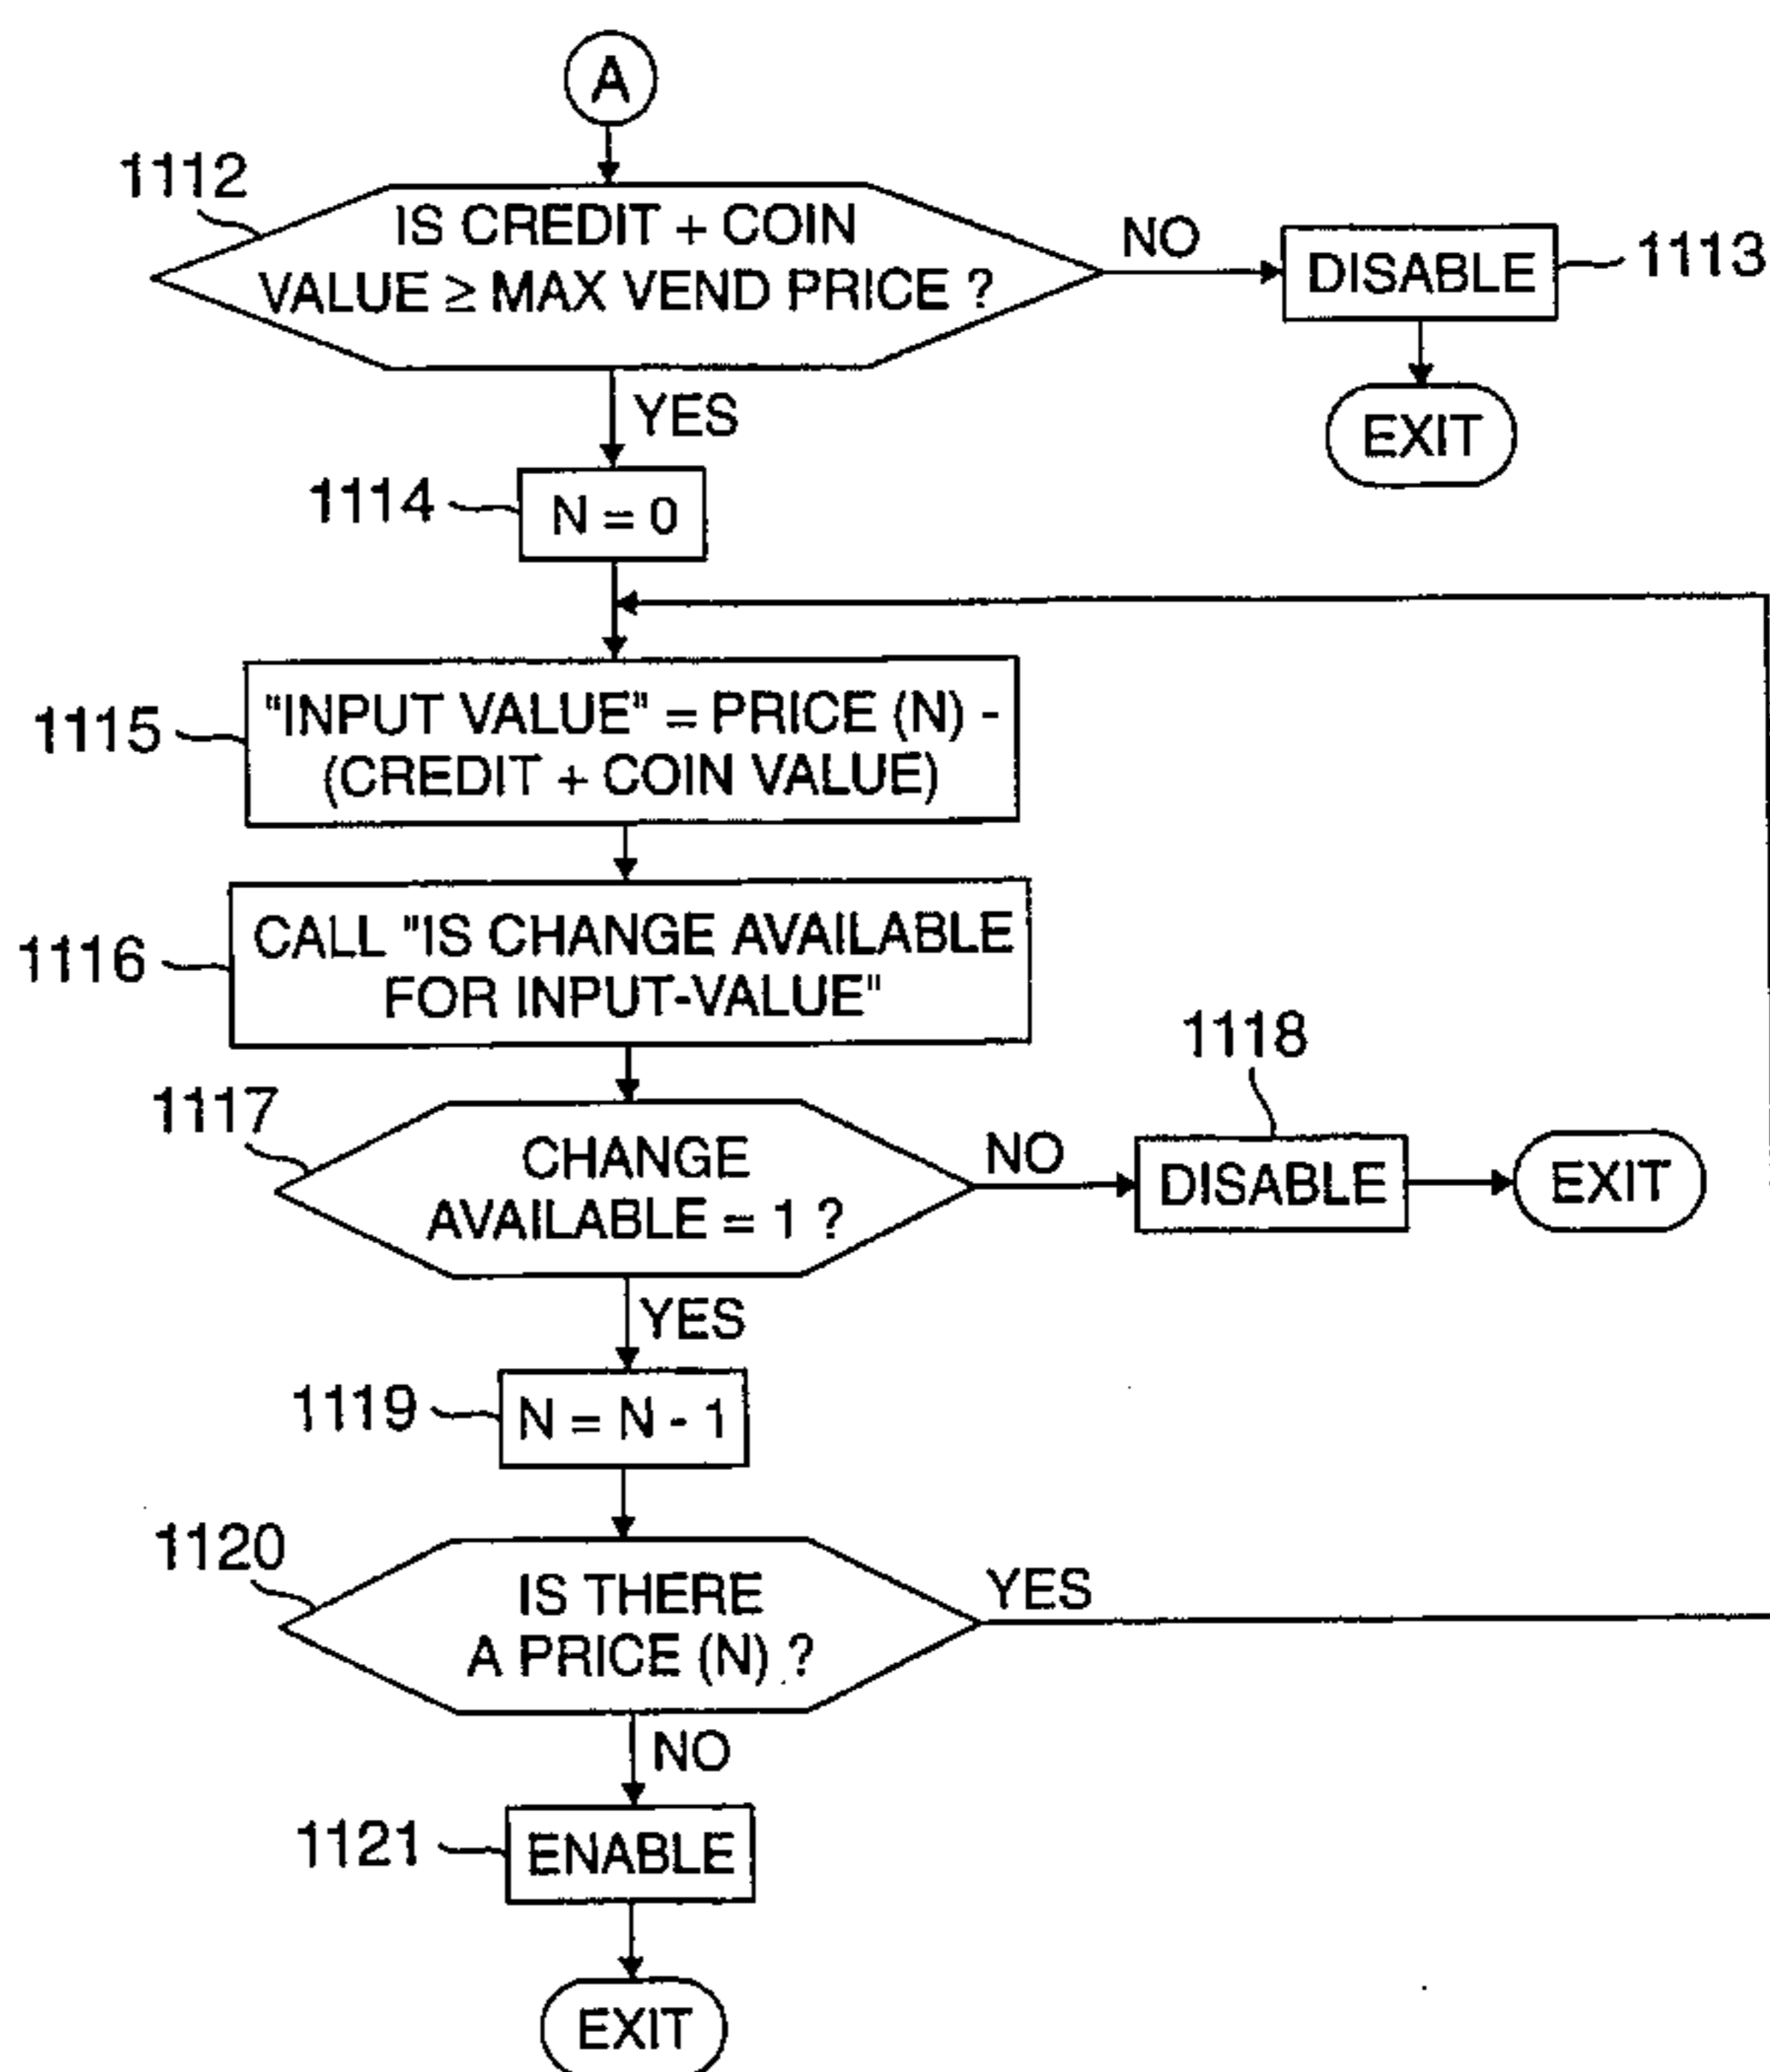 A
1112
IS CREDIT + COIN
VALUE ≥ MAX VEND PRICE ?
NO
DISABLE
1113
EXIT
YES
1114
N = 0
1115
"INPUT VALUE" = PRICE (N) -
(CREDIT + COIN VALUE)
1116
CALL "IS CHANGE AVAILABLE
FOR INPUT-VALUE"
1117
CHANGE
AVAILABLE = 1 ?
NO
1118
DISABLE
EXIT
YES
1119
N = N - 1
1120
IS THERE
A PRICE (N) ?
YES
NO
1121
ENABLE
EXIT